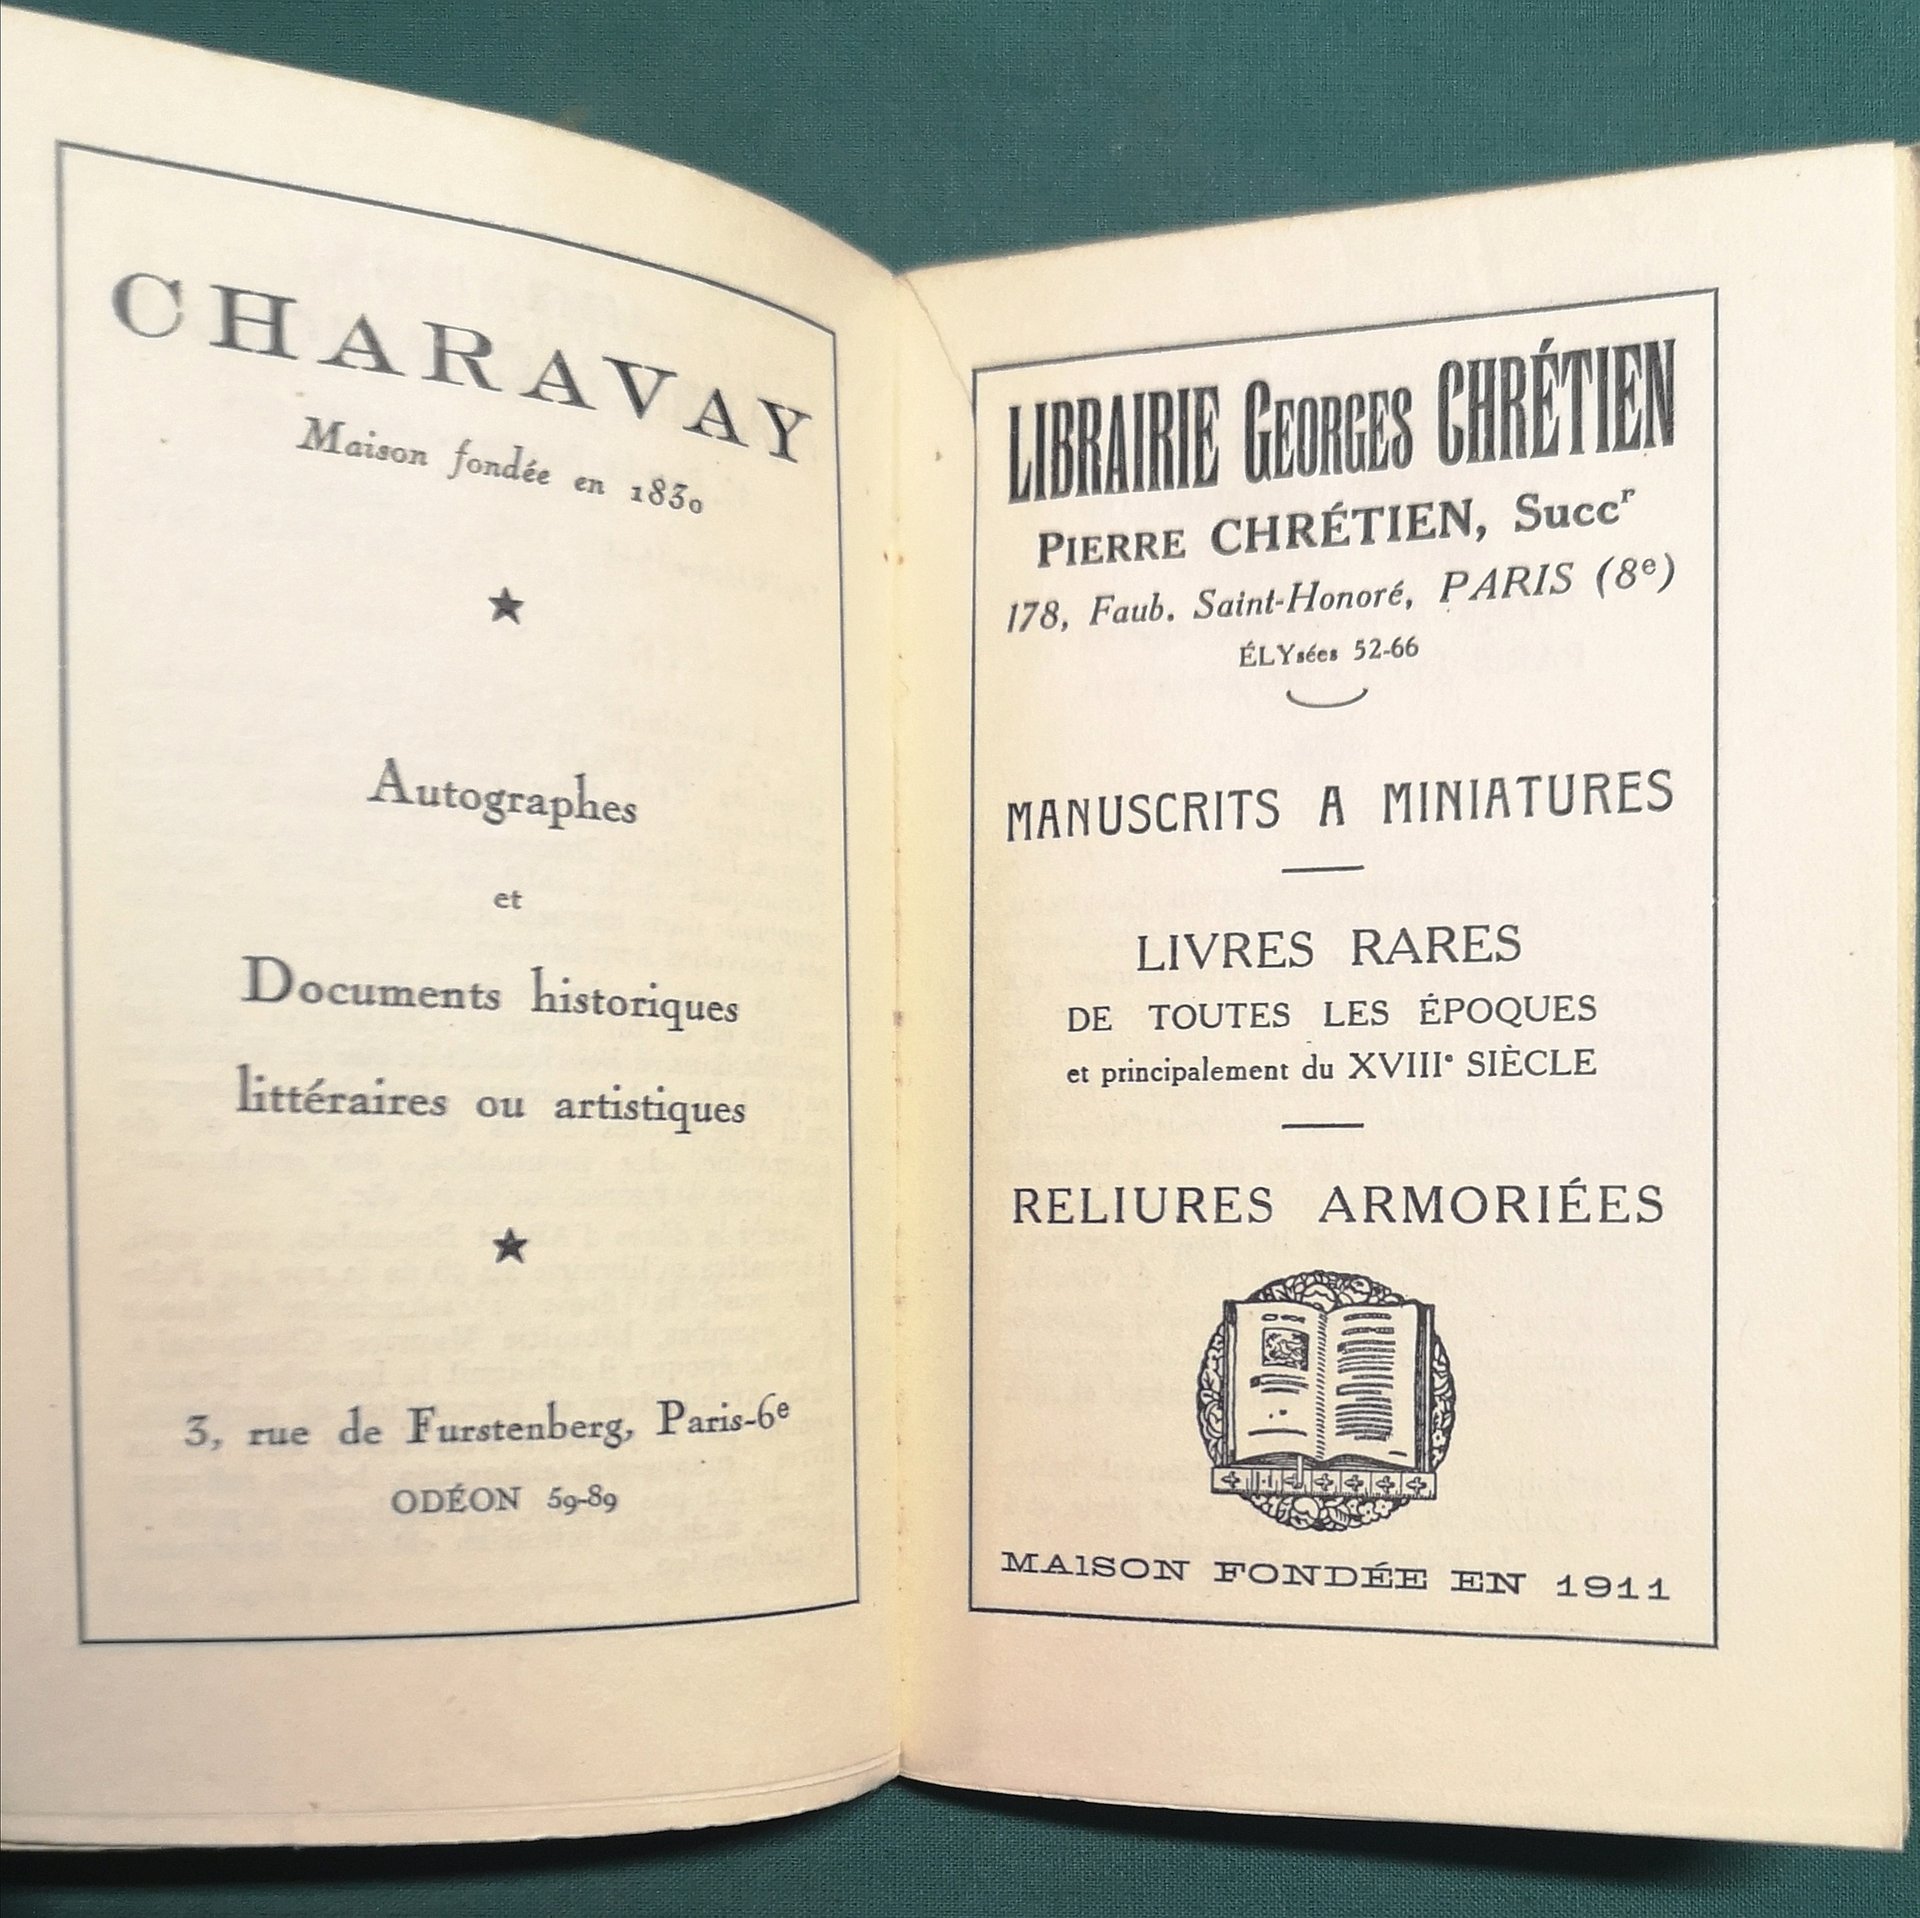 CHARAVAY
Maison fondée en 1830
Autographes
et
Documents historiques
littéraires ou artistiques
3, rue de Furstenberg, Paris-6e
ODÉON 59-89
LIBRAIRIE GEORGES CHRÉTIEN
PIERRE CHRÉTIEN, Succr
178, Faub. Saint-Honoré, PARIS (8e)
ÉLYsées 52-66
MANUSCRITS A MINIATURES
LIVRES RARES
DE TOUTES LES ÉPOQUES
et principalement du XVIIIe SIÈCLE
RELIURES ARMORIÉES
MAISON FONDÉE EN 1911